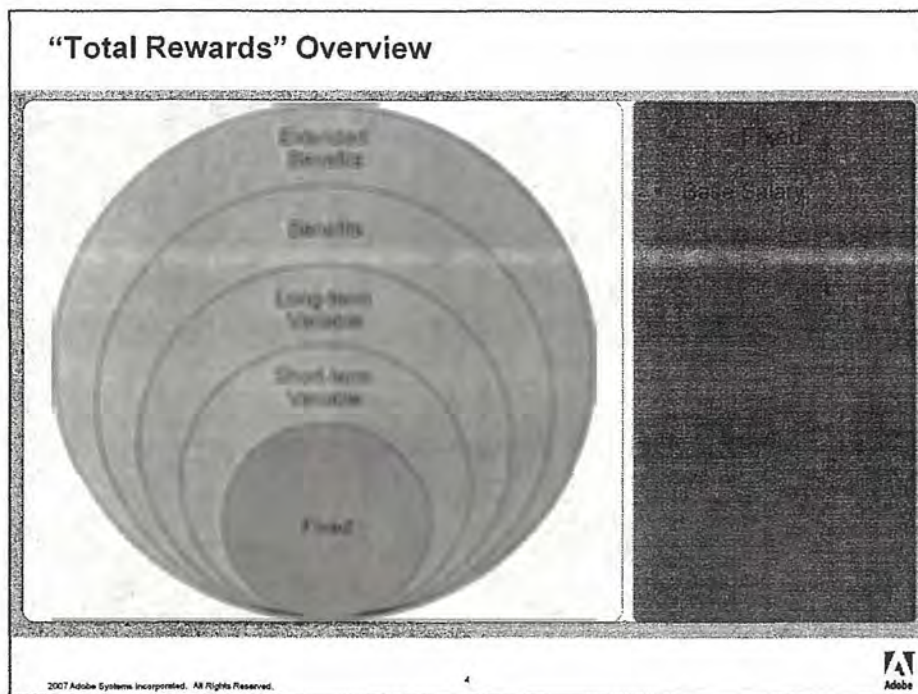 “Total Rewards” Overview
Extended
Benefits
Benefits
Long-term
Variable
Short-term
Variable
Fixed
Fixed
• Base Salary
2007 Adobe Systems Incorporated. All Rights Reserved.
4
Adobe